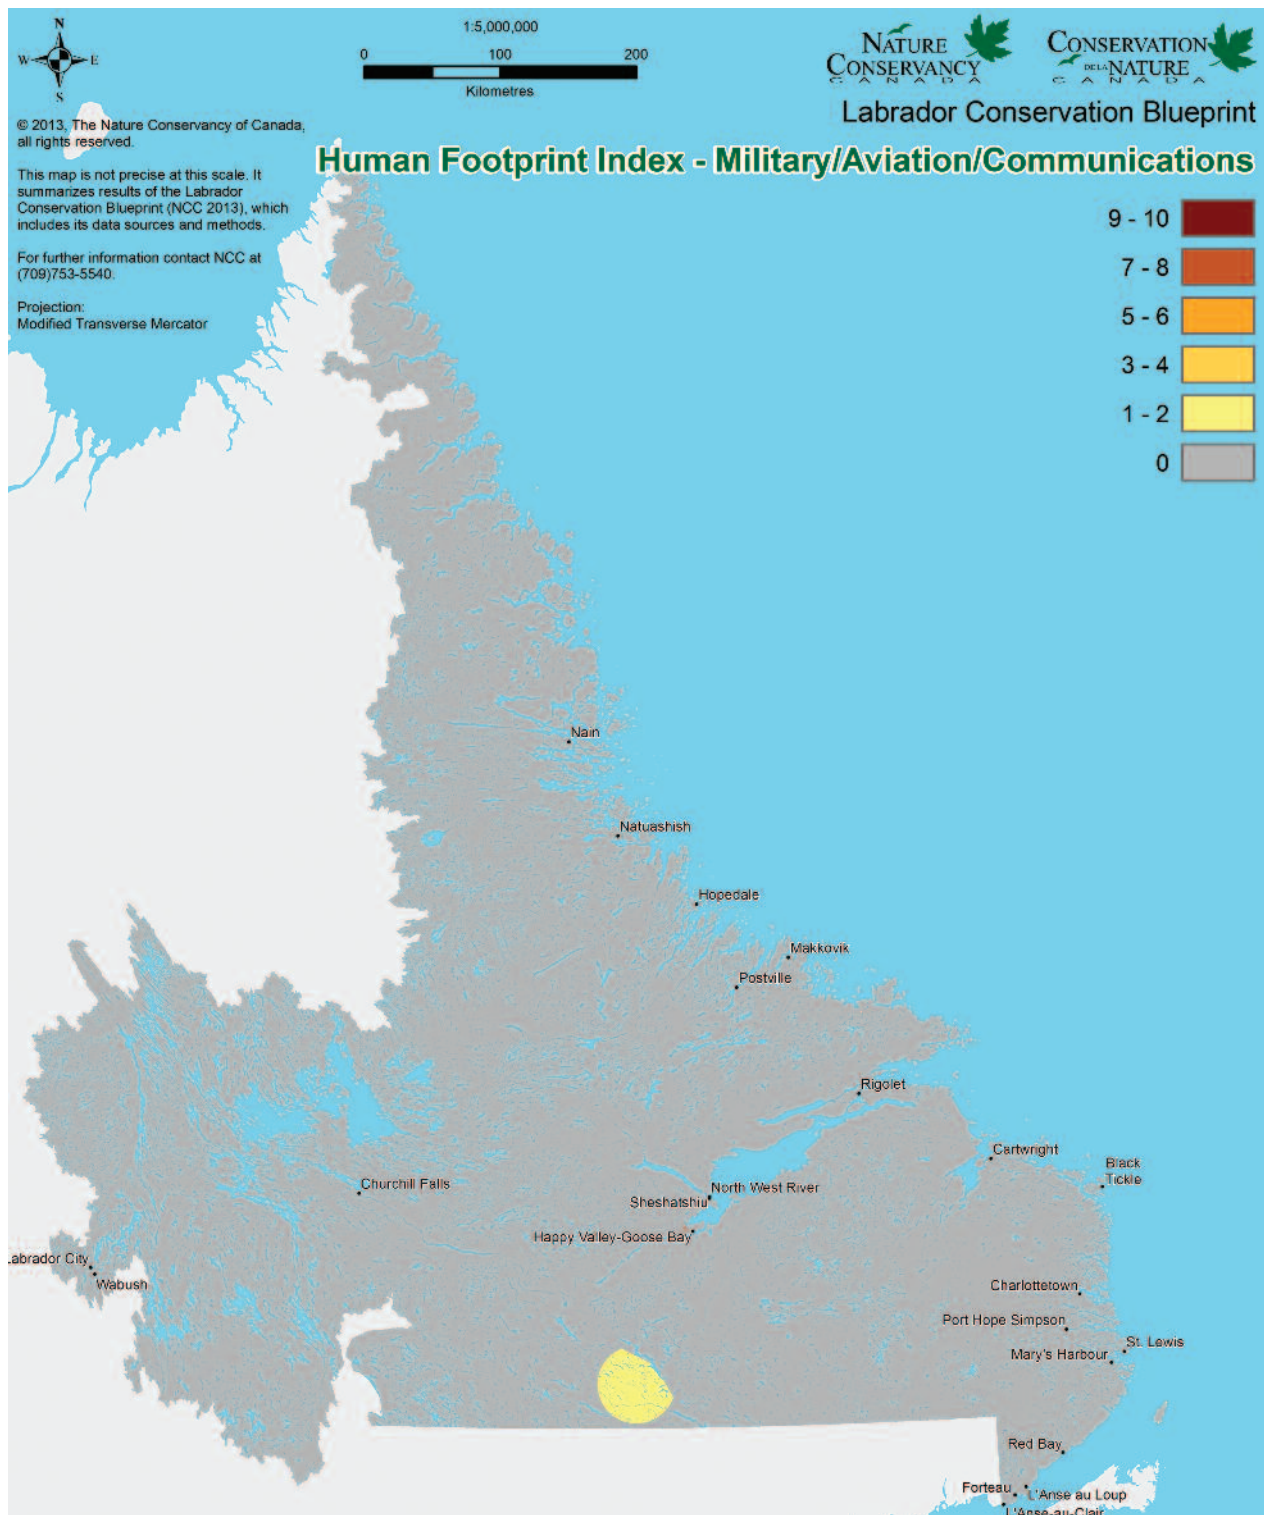 N
W E
S
1:5,000,000
0 100 200
Kilometres
NATURE
CONSERVANCY
CANADA
CONSERVATION
DE LA NATURE
CANADA
Labrador Conservation Blueprint
Human Footprint Index - Military/Aviation/Communications
© 2013, The Nature Conservancy of Canada,
all rights reserved.
This map is not precise at this scale. It
summarizes results of the Labrador
Conservation Blueprint (NCC 2013), which
includes its data sources and methods.
For further information contact NCC at
(709)753-5540.
Projection:
Modified Transverse Mercator
9 - 10
7 - 8
5 - 6
3 - 4
1 - 2
0
Nain
Natuashish
Hopedale
Makkovik
Postville
Rigolet
Cartwright
Black
Tickle
Churchill Falls
North West River
Sheshatshiu
Happy Valley-Goose Bay
Labrador City
Wabush
Charlottetown
Port Hope Simpson
St. Lewis
Mary's Harbour
Red Bay
Forteau
L'Anse au Loup
L'Anse-au-Clair